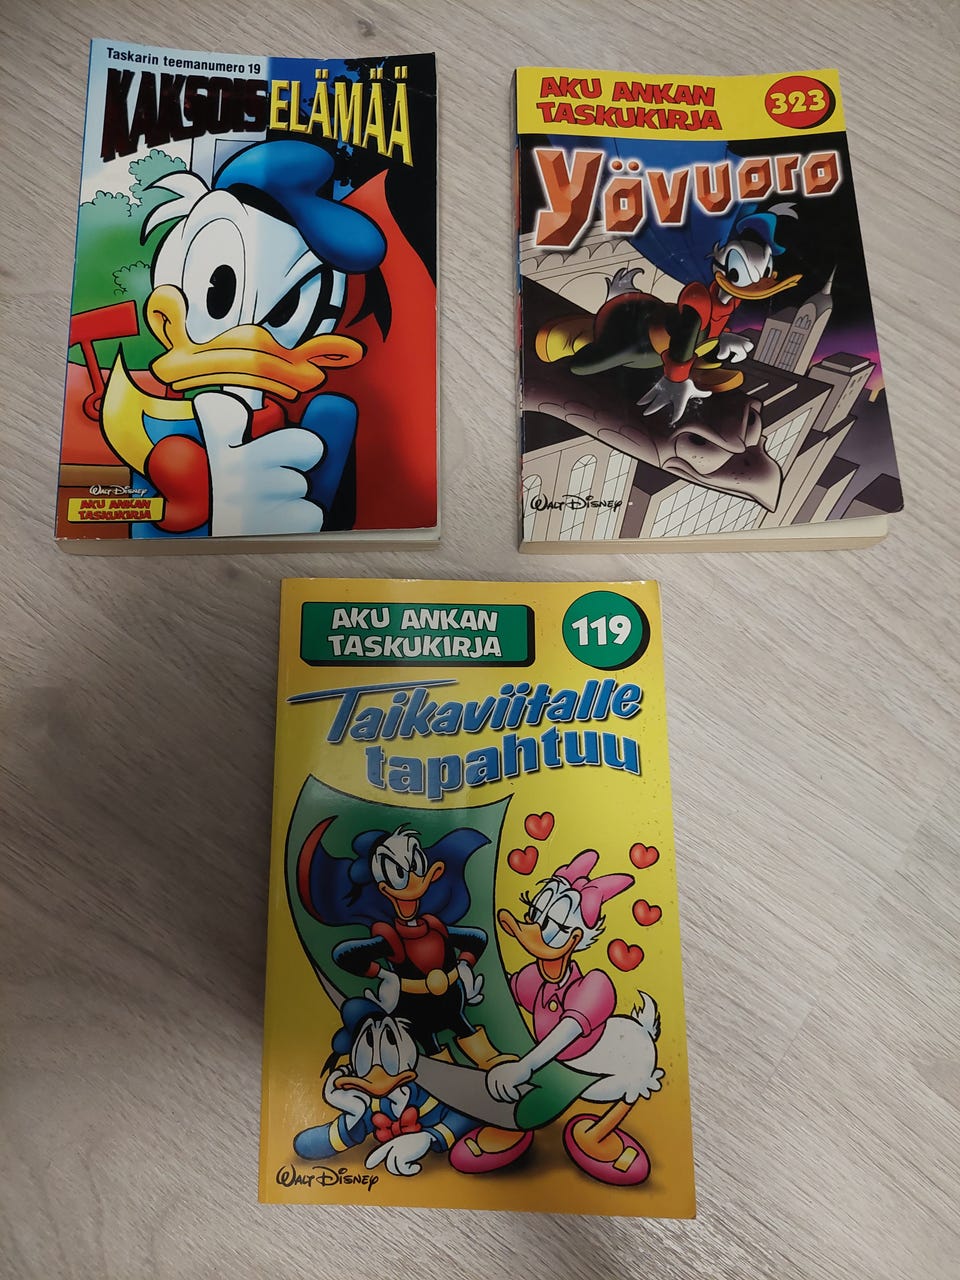 Taskarin teemanumero 19
KAKSOISELÄMÄÄ
Walt Disney
AKU ANKAN
TASKUKIRJA
AKU ANKAN
TASKUKIRJA
323
Yövuoro
WALT DISNEY
AKU ANKAN
TASKUKIRJA
119
Taikaviitalle
tapahtuu
WALT DISNEY